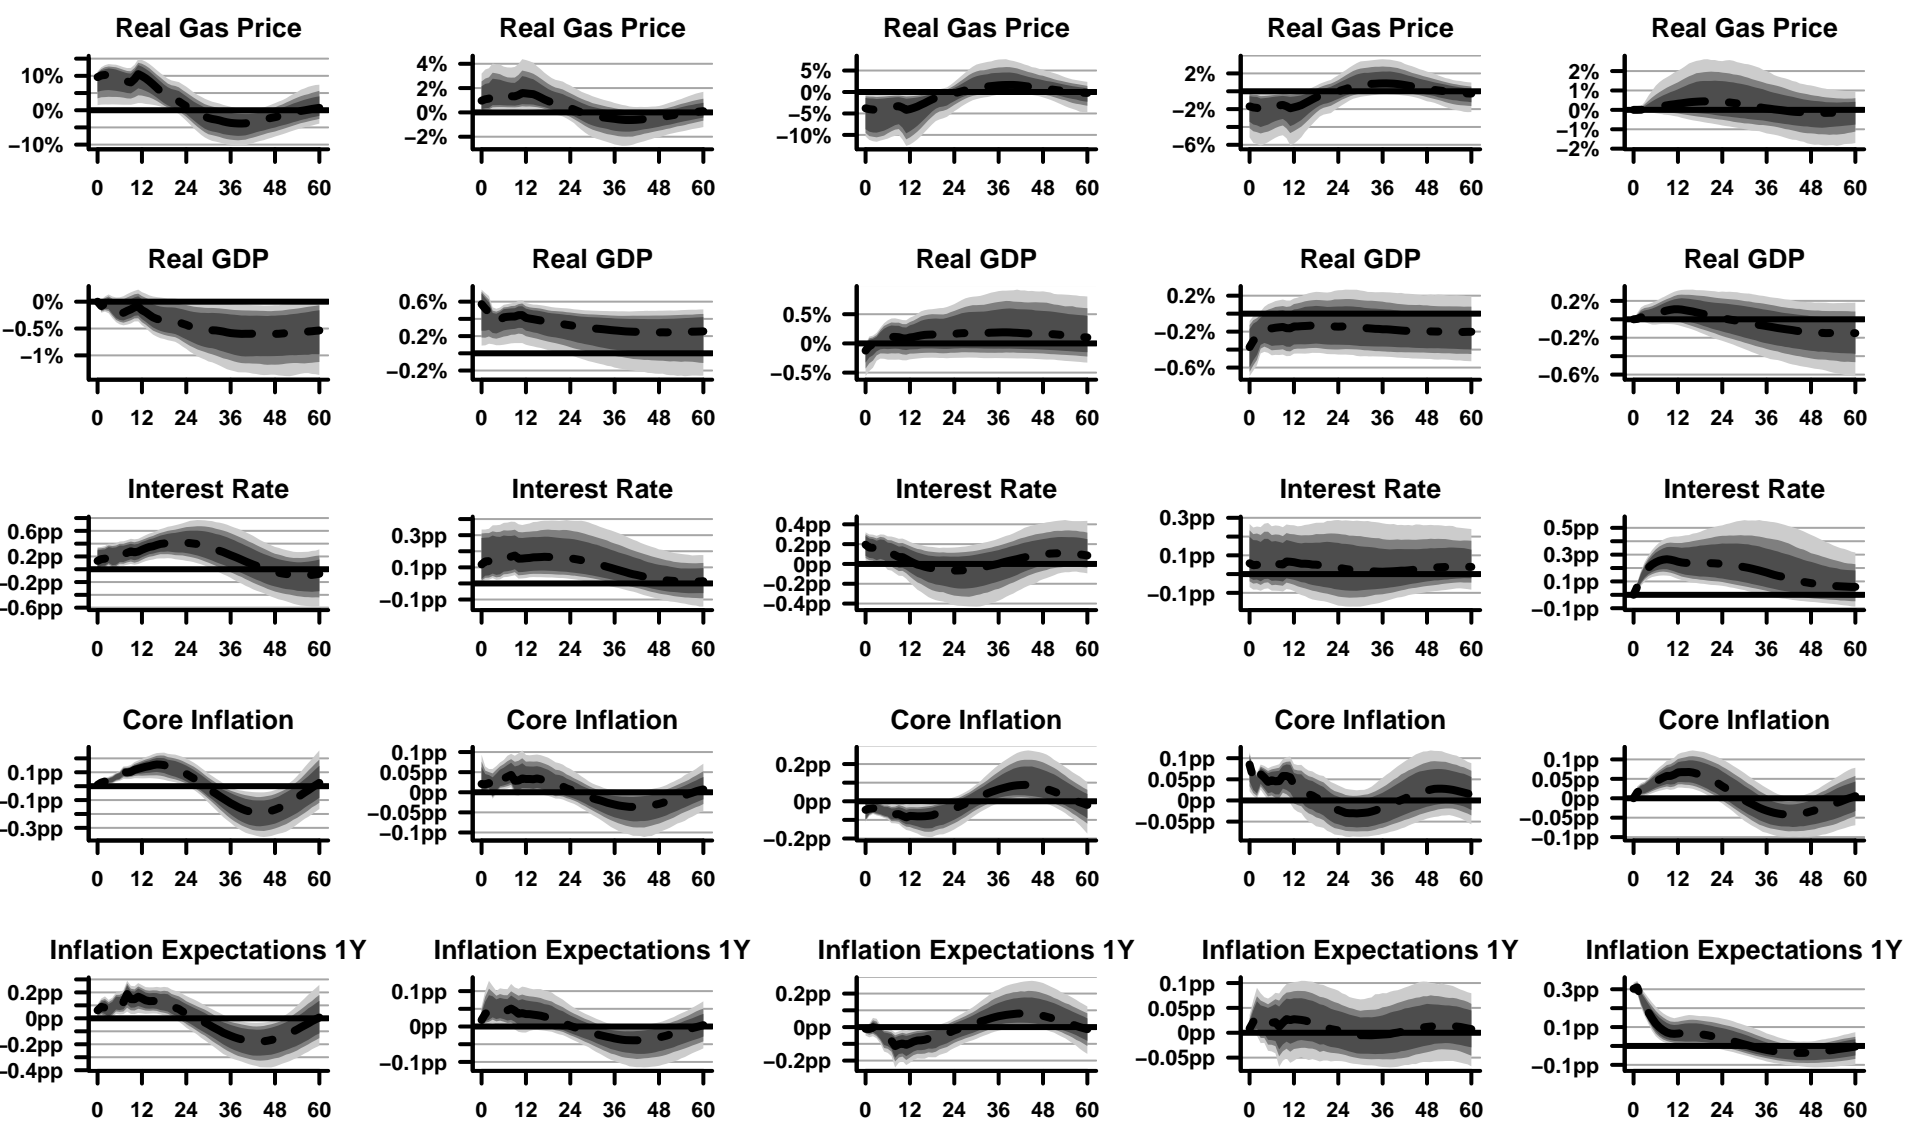 Real Gas Price
10%
0%
−10%
0 12 24 36 48 60
Real Gas Price
4%
2%
0%
−2%
0 12 24 36 48 60
Real Gas Price
5%
0%
−5%
−10%
0 12 24 36 48 60
Real Gas Price
2%
−2%
−6%
0 12 24 36 48 60
Real Gas Price
2%
1%
0%
−1%
−2%
0 12 24 36 48 60
Real GDP
0%
−0.5%
−1%
0 12 24 36 48 60
Real GDP
0.6%
0.2%
−0.2%
0 12 24 36 48 60
Real GDP
0.5%
0%
−0.5%
0 12 24 36 48 60
Real GDP
0.2%
−0.2%
−0.6%
0 12 24 36 48 60
Real GDP
0.2%
−0.2%
−0.6%
0 12 24 36 48 60
Interest Rate
0.6pp
0.2pp
−0.2pp
−0.6pp
0 12 24 36 48 60
Interest Rate
0.3pp
0.1pp
−0.1pp
0 12 24 36 48 60
Interest Rate
0.4pp
0.2pp
0pp
−0.2pp
−0.4pp
0 12 24 36 48 60
Interest Rate
0.3pp
0.1pp
−0.1pp
0 12 24 36 48 60
Interest Rate
0.5pp
0.3pp
0.1pp
−0.1pp
0 12 24 36 48 60
Core Inflation
0.1pp
−0.1pp
−0.3pp
0 12 24 36 48 60
Core Inflation
0.1pp
0.05pp
0pp
−0.05pp
−0.1pp
0 12 24 36 48 60
Core Inflation
0.2pp
0pp
−0.2pp
0 12 24 36 48 60
Core Inflation
0.1pp
0.05pp
0pp
−0.05pp
0 12 24 36 48 60
Core Inflation
0.1pp
0.05pp
0pp
−0.05pp
−0.1pp
0 12 24 36 48 60
Inflation Expectations 1Y
0.2pp
0pp
−0.2pp
−0.4pp
0 12 24 36 48 60
Inflation Expectations 1Y
0.1pp
0pp
−0.1pp
0 12 24 36 48 60
Inflation Expectations 1Y
0.2pp
0pp
−0.2pp
0 12 24 36 48 60
Inflation Expectations 1Y
0.1pp
0.05pp
0pp
−0.05pp
0 12 24 36 48 60
Inflation Expectations 1Y
0.3pp
0.1pp
−0.1pp
0 12 24 36 48 60